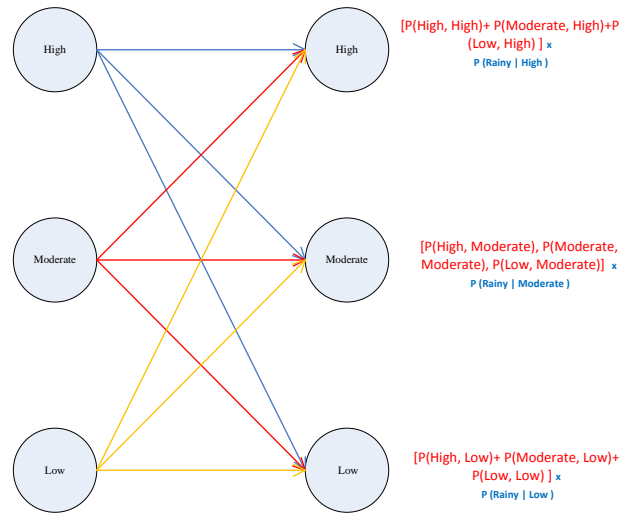 High
High
[P(High, High)+ P(Moderate, High)+P
(Low, High) ] x
P (Rainy | High )
Moderate
Moderate
[P(High, Moderate), P(Moderate,
Moderate), P(Low, Moderate)] x
P (Rainy | Moderate )
Low
Low
[P(High, Low)+ P(Moderate, Low)+
P(Low, Low) ] x
P (Rainy | Low )